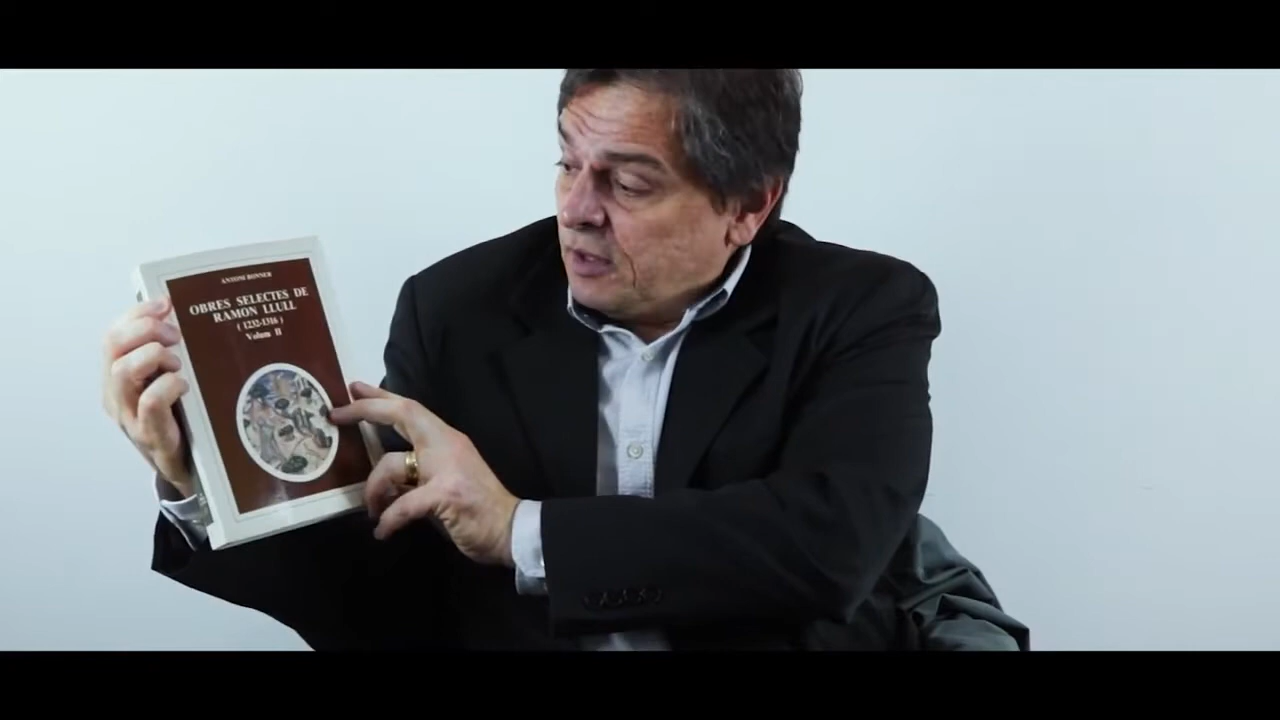 ANTONI BONNER
OBRES SELECTES DE
RAMON LLULL
( 1232-1316 )
Volum II